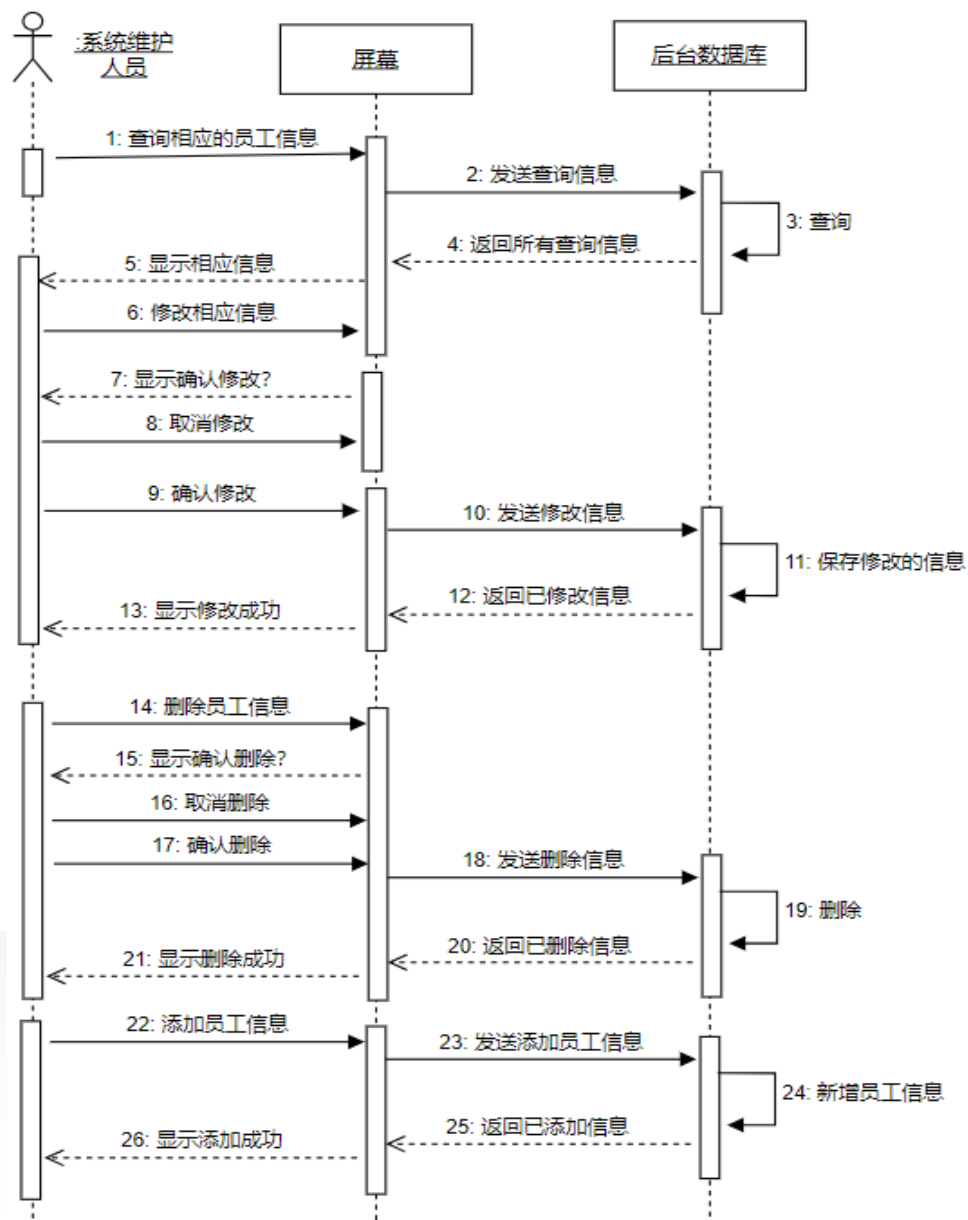 :系统维护
人员
屏幕
后台数据库
1: 查询相应的员工信息
2: 发送查询信息
3: 查询
4: 返回所有查询信息
5: 显示相应信息
6: 修改相应信息
7: 显示确认修改?
8: 取消修改
9: 确认修改
10: 发送修改信息
11: 保存修改的信息
12: 返回已修改信息
13: 显示修改成功
14: 删除员工信息
15: 显示确认删除?
16: 取消删除
17: 确认删除
18: 发送删除信息
19: 删除
20: 返回已删除信息
21: 显示删除成功
22: 添加员工信息
23: 发送添加员工信息
24: 新增员工信息
25: 返回已添加信息
26: 显示添加成功